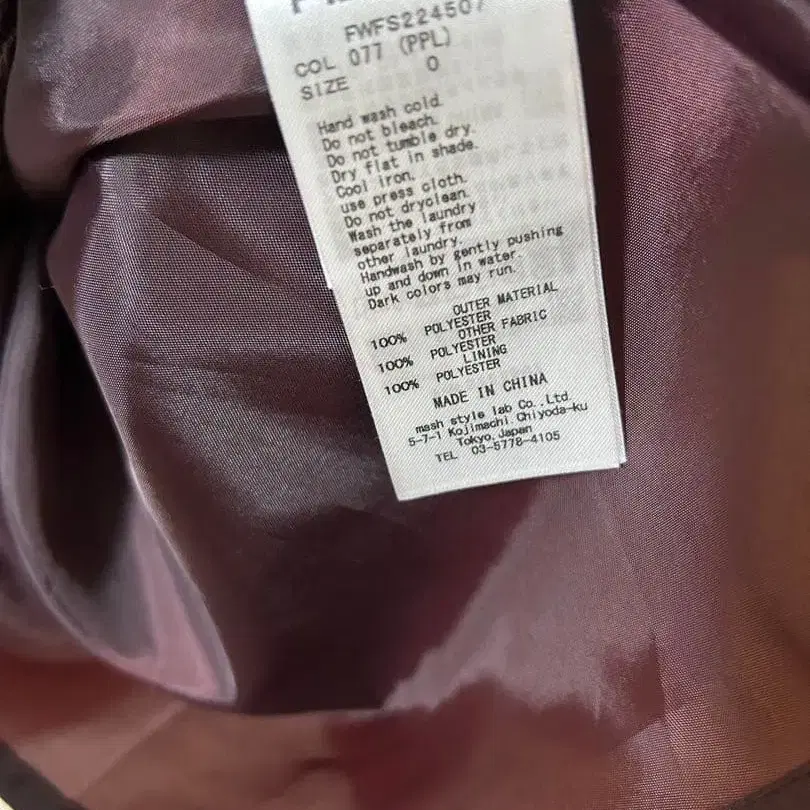 FWFS224507
COL 077 (PPL)
SIZE 0
Hand wash cold.
Do not bleach.
Do not tumble dry.
Dry flat in shade.
Cool iron.
use press cloth.
Do not dryclean.
Wash the laundry
separately from
other laundry.
Handwash by gently pushing
up and down in water.
Dark colors may run.
OUTER MATERIAL
100% POLYESTER
OTHER FABRIC
100% POLYESTER
LINING
100% POLYESTER
MADE IN CHINA
mash style lab Co.,Ltd.
5-7-1 Kojimachi Chiyoda-ku
Tokyo,Japan
TEL 03-5778-4105